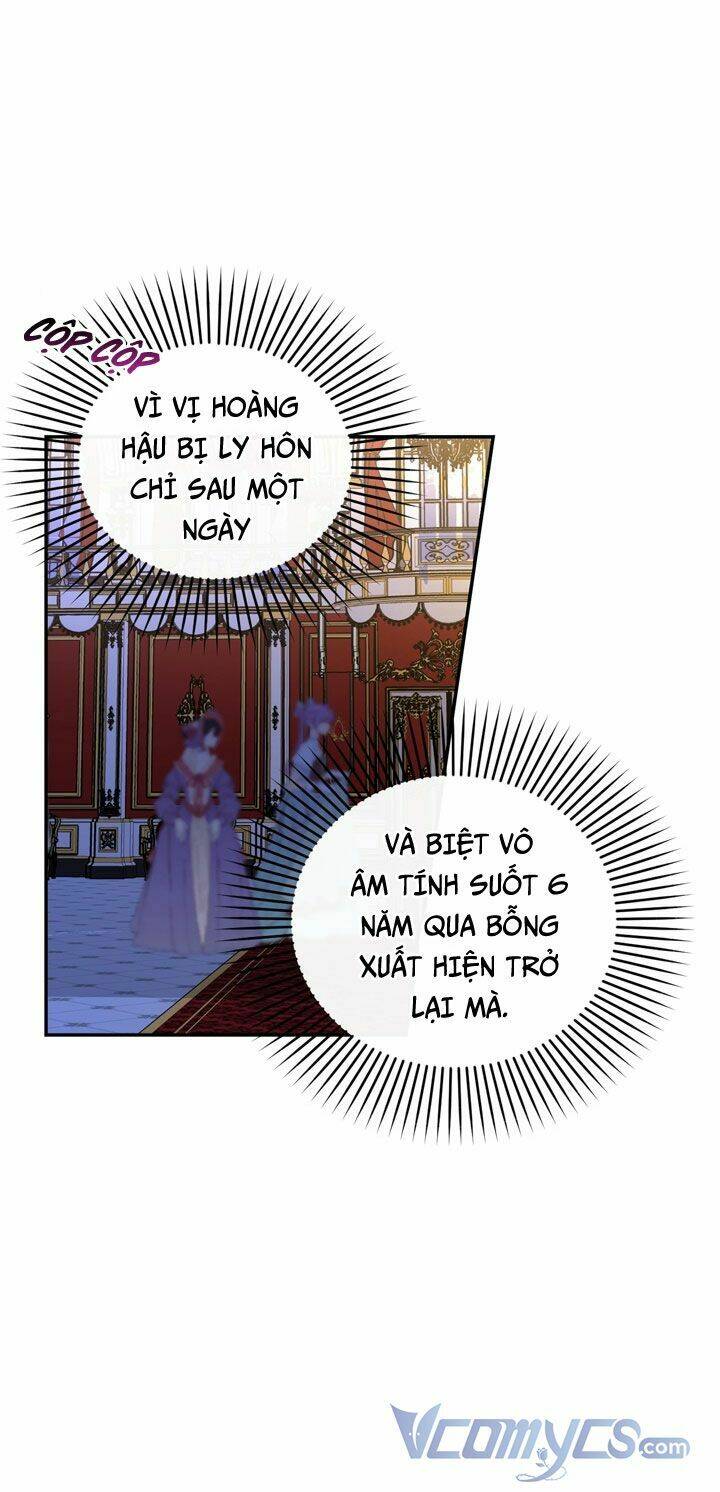 CỘP CỘP
VÌ VỊ HOÀNG
HẬU BỊ LY HÔN
CHỈ SAU MỘT
NGÀY
VÀ BIỆT VÔ
ÂM TÍNH SUỐT 6
NĂM QUA BỖNG
XUẤT HIỆN TRỞ
LẠI MÀ.
VCOMYCS.com